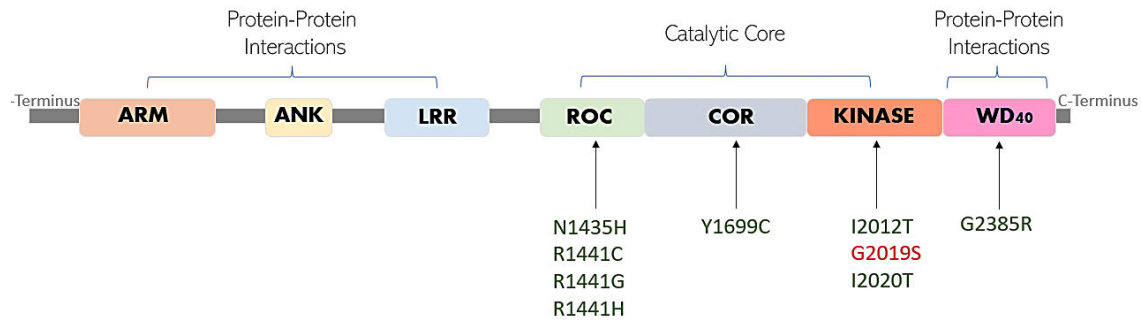 Protein-Protein
Interactions
Catalytic Core
Protein-Protein
Interactions
-Terminus
ARM
ANK
LRR
ROC
COR
KINASE
WD40
C-Terminus
N1435H
R1441C
R1441G
R1441H
Y1699C
I2012T
G2019S
I2020T
G2385R